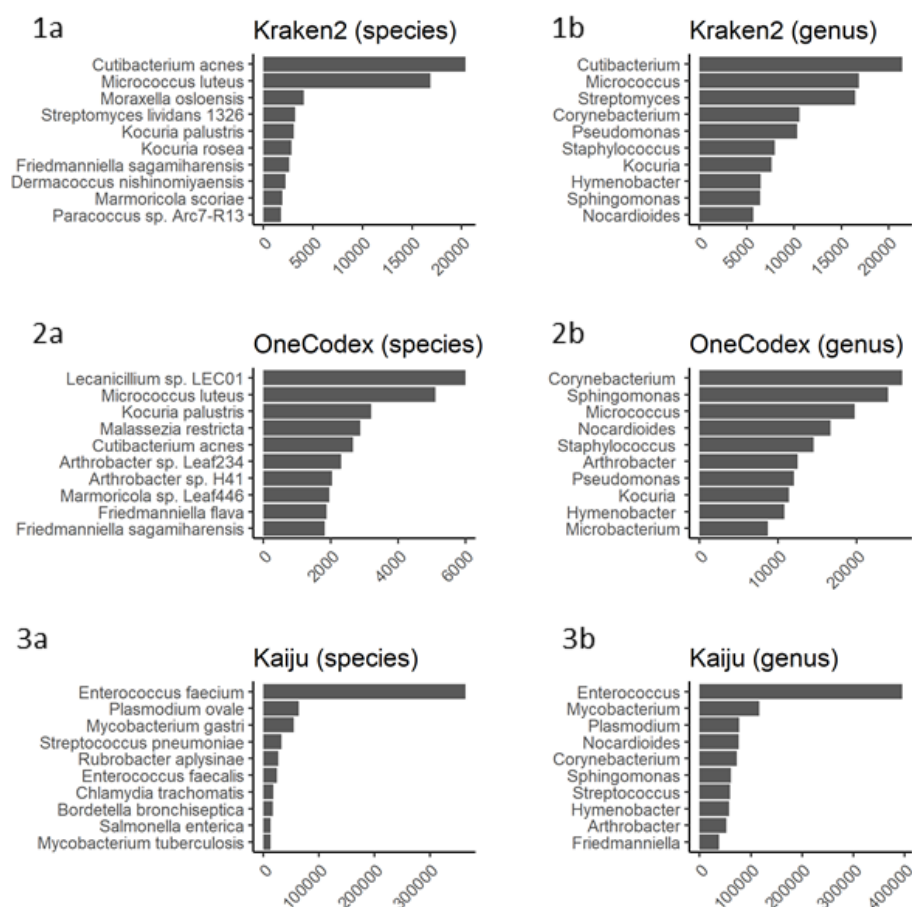 1a
Kraken2 (species)
Cutibacterium acnes
Micrococcus luteus
Moraxella osloensis
Streptomyces lividans 1326
Kocuria palustris
Kocuria rosea
Friedmanniella sagamiharensis
Dermacoccus nishinomiyaensis
Marmoricola scoriae
Paracoccus sp. Arc7-R13
0 5000 10000 15000 20000
1b
Kraken2 (genus)
Cutibacterium
Micrococcus
Streptomyces
Corynebacterium
Pseudomonas
Staphylococcus
Kocuria
Hymenobacter
Sphingomonas
Nocardioides
0 5000 10000 15000 20000
2a
OneCodex (species)
Lecanicillium sp. LEC01
Micrococcus luteus
Kocuria palustris
Malassezia restricta
Cutibacterium acnes
Arthrobacter sp. Leaf234
Arthrobacter sp. H41
Marmoricola sp. Leaf446
Friedmanniella flava
Friedmanniella sagamiharensis
0 2000 4000 6000
2b
OneCodex (genus)
Corynebacterium
Sphingomonas
Micrococcus
Nocardioides
Staphylococcus
Arthrobacter
Pseudomonas
Kocuria
Hymenobacter
Microbacterium
0 10000 20000
3a
Kaiju (species)
Enterococcus faecium
Plasmodium ovale
Mycobacterium gastri
Streptococcus pneumoniae
Rubrobacter aplysinae
Enterococcus faecalis
Chlamydia trachomatis
Bordetella bronchiseptica
Salmonella enterica
Mycobacterium tuberculosis
0 100000 200000 300000
3b
Kaiju (genus)
Enterococcus
Mycobacterium
Plasmodium
Nocardioides
Corynebacterium
Sphingomonas
Streptococcus
Hymenobacter
Arthrobacter
Friedmanniella
0 100000 200000 300000 400000